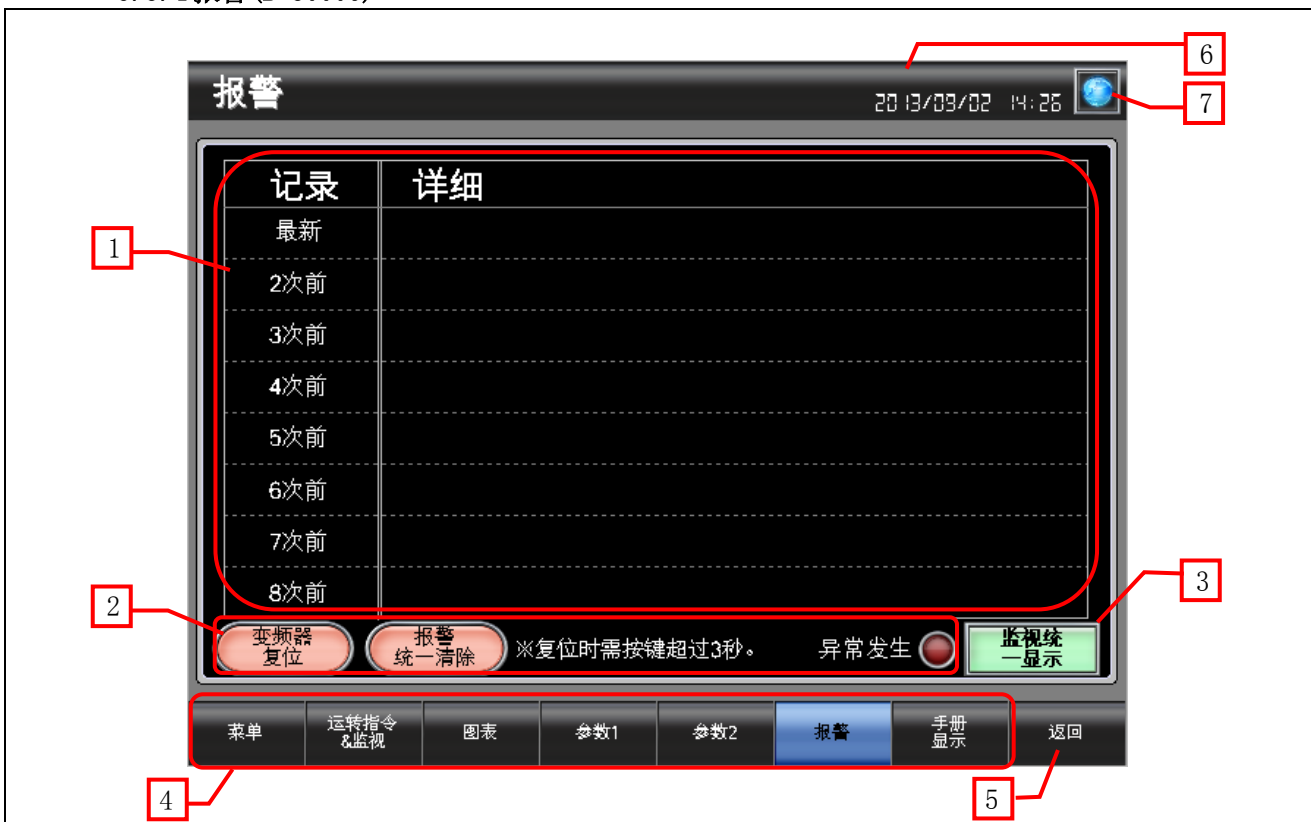 6
报警
2013/09/02 14:26
7
记录 详细
最新
1
2次前
3次前
4次前
5次前
6次前
7次前
3
8次前
2
变频器
复位
报警
统一清除
※复位时需按键超过3秒。
异常发生
监视统
一显示
菜单
运转指令
&监视
图表
参数1
参数2
报警
手册
显示
返回
4
5